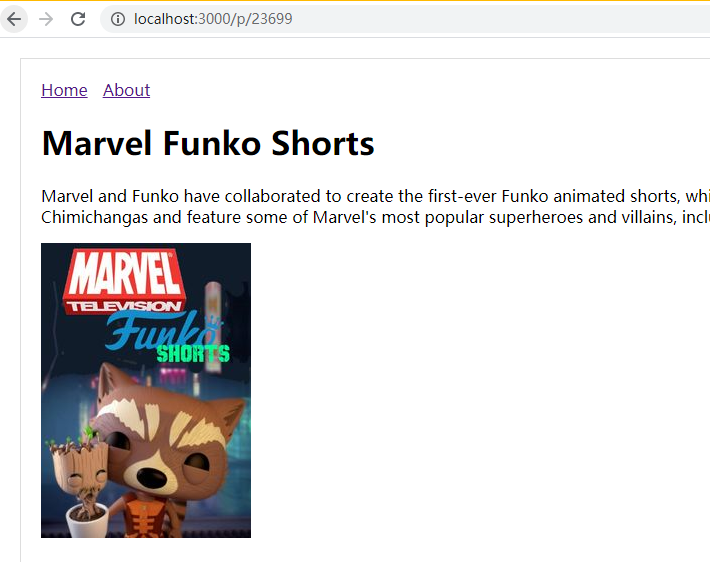 localhost:3000/p/23699
Home About
Marvel Funko Shorts
Marvel and Funko have collaborated to create the first-ever Funko animated shorts, whi
Chimichangas and feature some of Marvel's most popular superheroes and villains, incl
MARVEL
TELEVISION
Funko
SHORTS